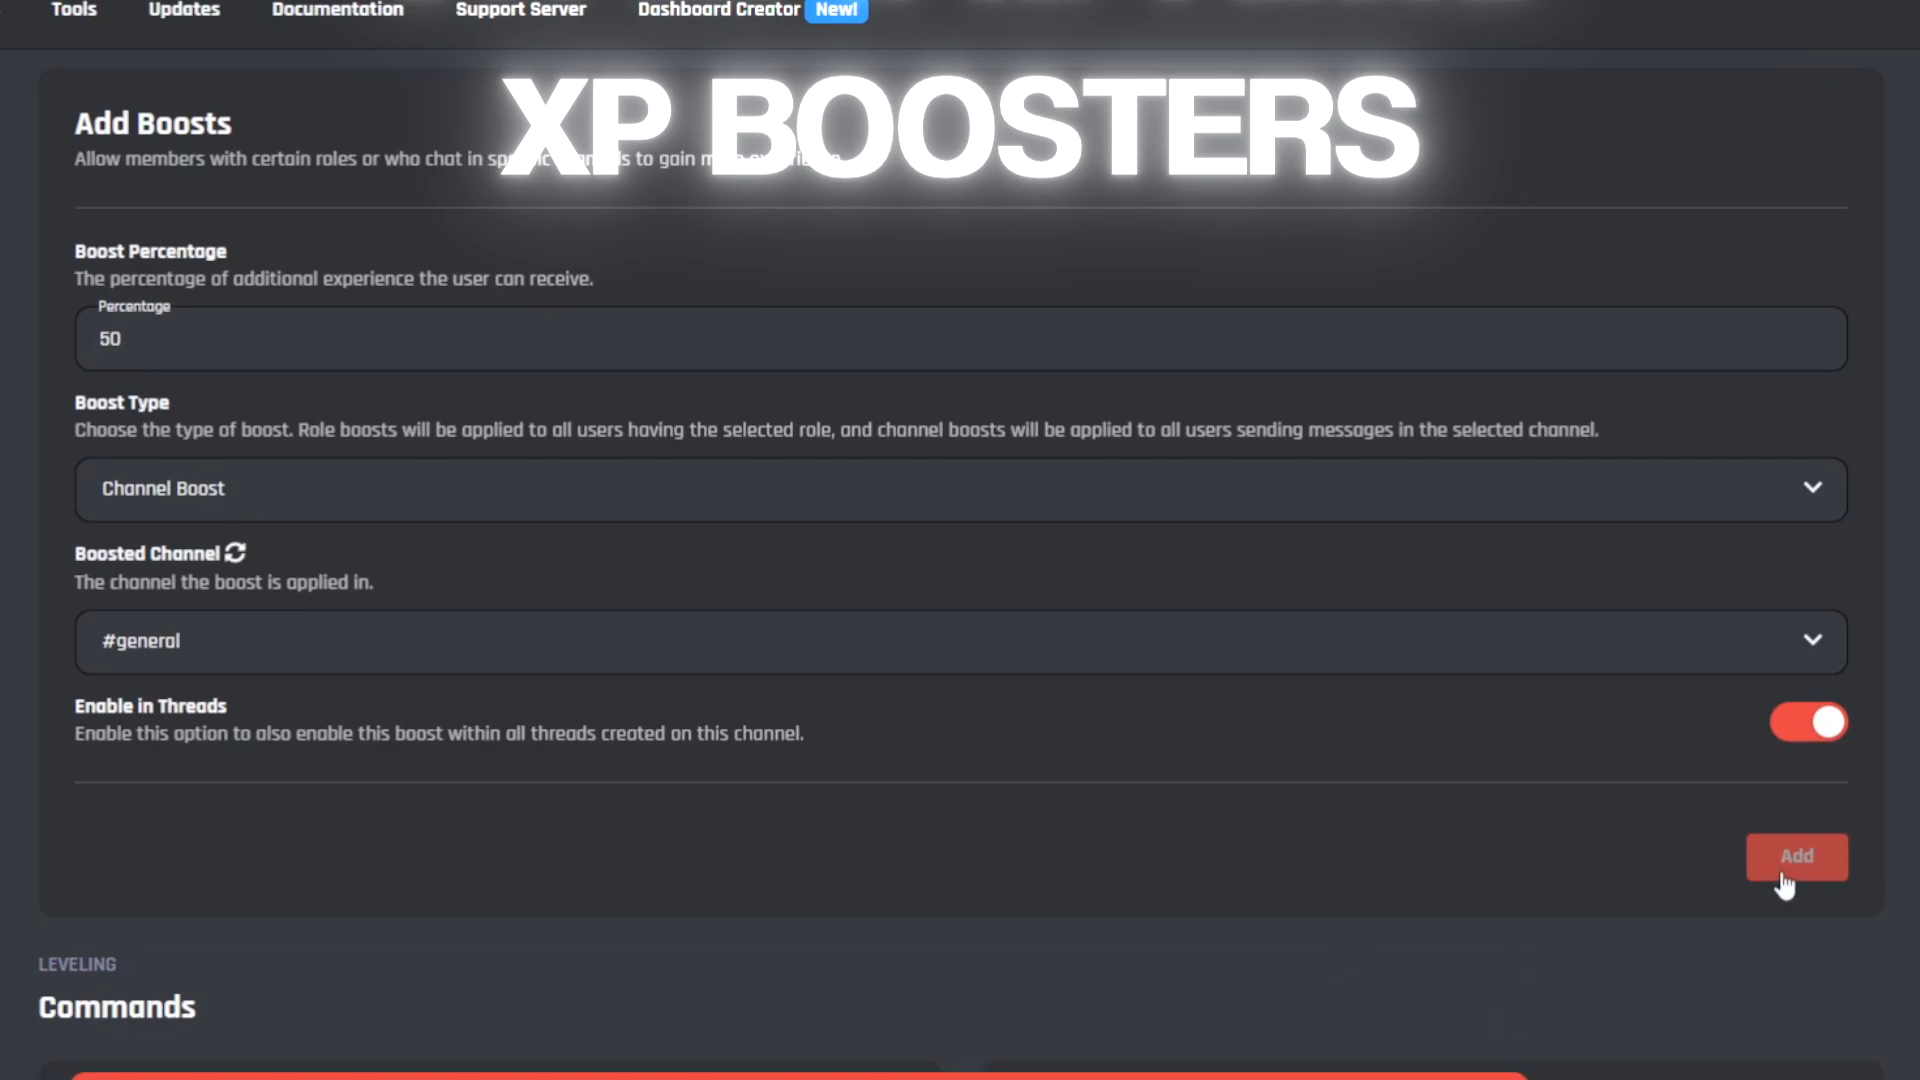 Tools Updates Documentation Support Server Dashboard Creator New!
XP BOOSTERS
Add Boosts
Allow members with certain roles or who chat in to gain
Boost Percentage
The percentage of additional experience the user can receive.
Percentage
50
Boost Type
Choose the type of boost. Role boosts will be applied to all users having the selected role, and channel boosts will be applied to all users sending messages in the selected channel.
Channel Boost
Boosted Channel
The channel the boost is applied in.
#general
Enable in Threads
Enable this option to also enable this boost within all threads created on this channel.
Add
LEVELING
Commands